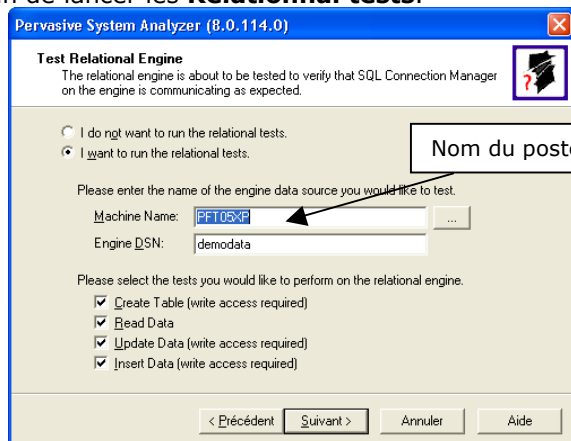 n de lancer les Relationnal tests.
Pervasive System Analyzer (8.0.114.0)
Test Relational Engine
The relational engine is about to be tested to verify that SQL Connection Manager
on the engine is communicating as expected.
I do not want to run the relational tests.
I want to run the relational tests.
Nom du poste
Please enter the name of the engine data source you would like to test.
Machine Name: PFT05XP ...
Engine DSN: demodata
Please select the tests you would like to perform on the relational engine.
Create Table (write access required)
Read Data
Update Data (write access required)
Insert Data (write access required)
< Précédent Suivant > Annuler Aide